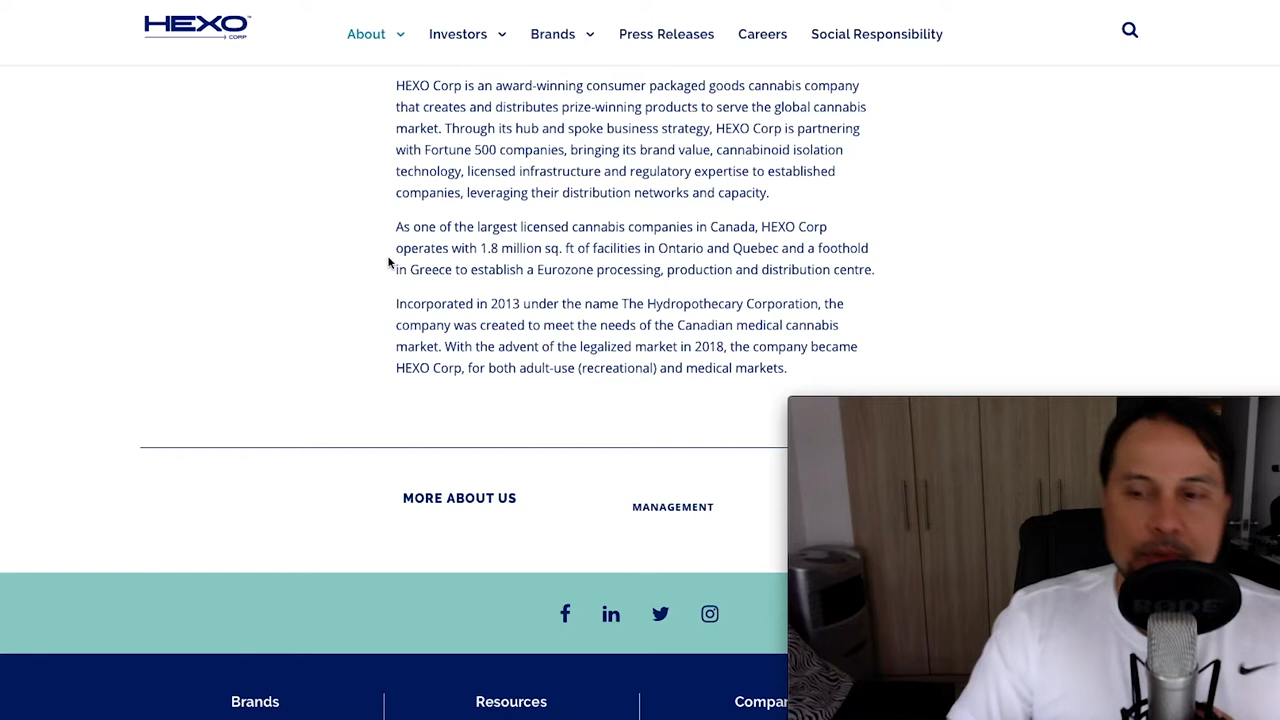 HEXO
CORP
About
Investors
Brands
Press Releases
Careers
Social Responsibility
HEXO Corp is an award-winning consumer packaged goods cannabis company
that creates and distributes prize-winning products to serve the global cannabis
market. Through its hub and spoke business strategy, HEXO Corp is partnering
with Fortune 500 companies, bringing its brand value, cannabinoid isolation
technology, licensed infrastructure and regulatory expertise to established
companies, leveraging their distribution networks and capacity.
As one of the largest licensed cannabis companies in Canada, HEXO Corp
operates with 1.8 million sq. ft of facilities in Ontario and Quebec and a foothold
in Greece to establish a Eurozone processing, production and distribution centre.
Incorporated in 2013 under the name The Hydropothecary Corporation, the
company was created to meet the needs of the Canadian medical cannabis
market. With the advent of the legalized market in 2018, the company became
HEXO Corp, for both adult-use (recreational) and medical markets.
MORE ABOUT US
MANAGEMENT
Brands
Resources
Compan
RODE